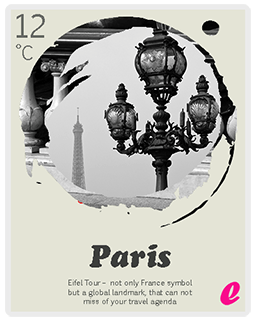 12
°C
Paris
Eifel Tour – not only France symbol
but a global landmark, that can not
miss of your travel agenda
e